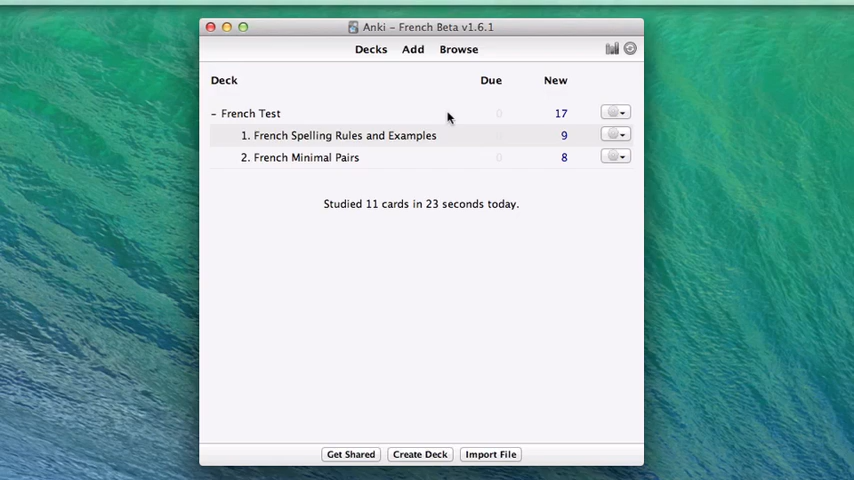 Anki - French Beta v1.6.1
Decks Add Browse
Deck Due New
- French Test 0 17
1. French Spelling Rules and Examples 9
2. French Minimal Pairs 0 8
Studied 11 cards in 23 seconds today.
Get Shared Create Deck Import File